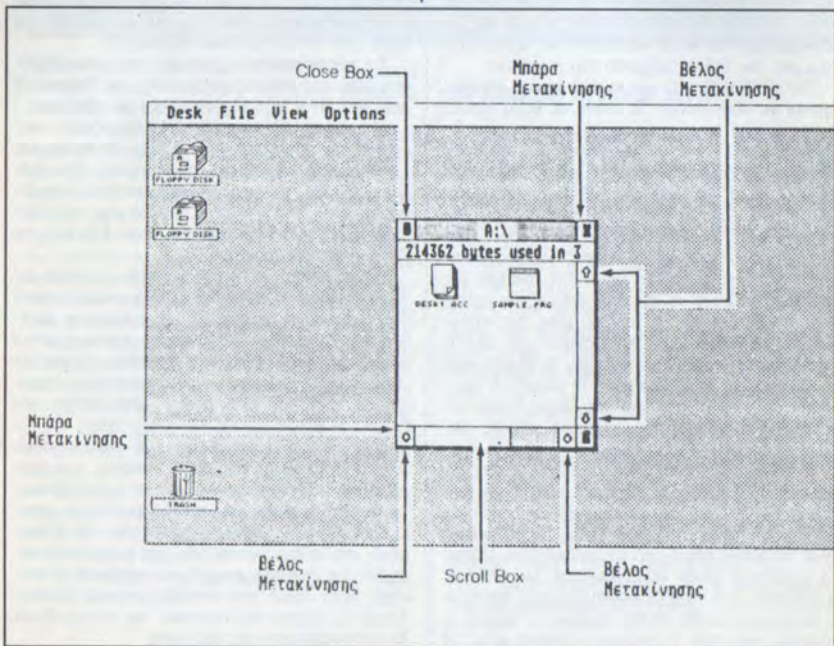 Close Box
Μπάρα
Μετακίνησης
Βέλος
Μετακίνησης
Desk File View Options
FLOPPY DISK
FLOPPY DISK
A:\
214362 bytes used in 3
DESK1.ACC SAMPLE.PRG
Μπάρα
Μετακίνησης
TRASH
Βέλος
Μετακίνησης
Scroll Box
Βέλος
Μετακίνησης